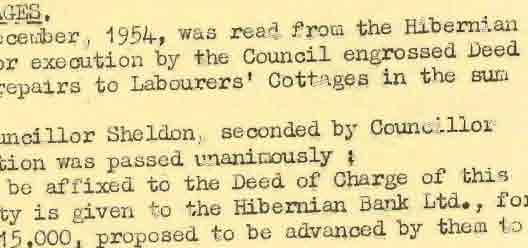 AGES.
ecember, 1954, was read from the Hibernian
or execution by the Council engrossed Deed
repairs to Labourers' Cottages in the sum
uncillor Sheldon, seconded by Councillor
tion was passed unanimously :
be affixed to the Deed of Charge of this
ty is given to the Hibernian Bank Ltd., for
15,000, proposed to be advanced by them to